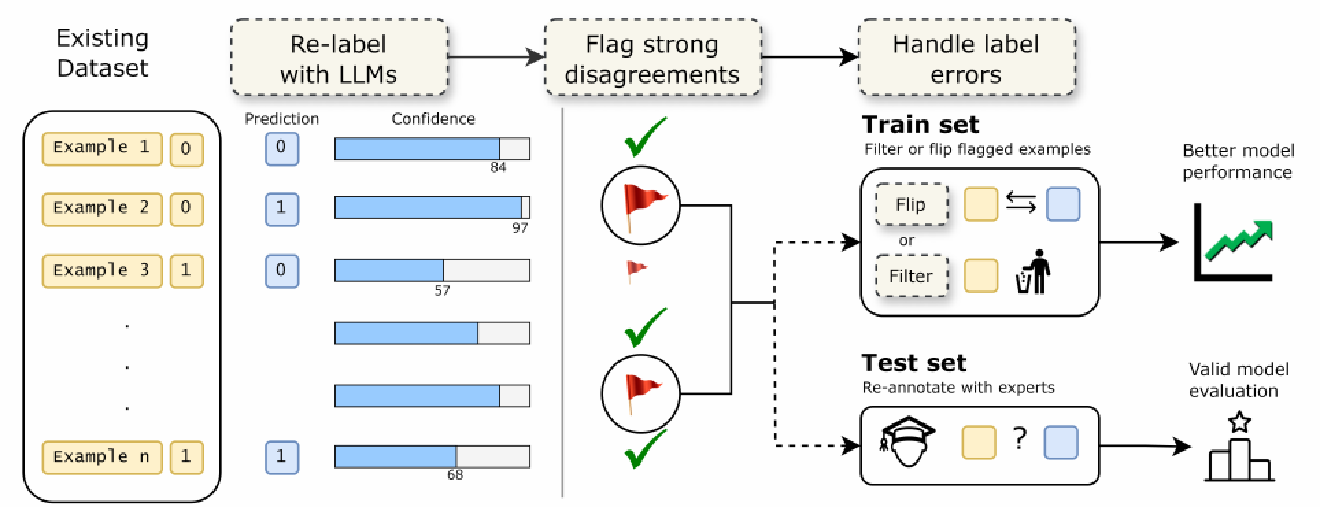 Existing
Dataset
Re-label
with LLMs
Flag strong
disagreements
Handle label
errors
Prediction
Confidence
Example 1 0
0
84
Example 2 0
1
97
Example 3 1
0
57
.
.
.
Example n 1
1
68
Train set
Filter or flip flagged examples
Flip
or
Filter
Better model
performance
Test set
Re-annotate with experts
?
Valid model
evaluation